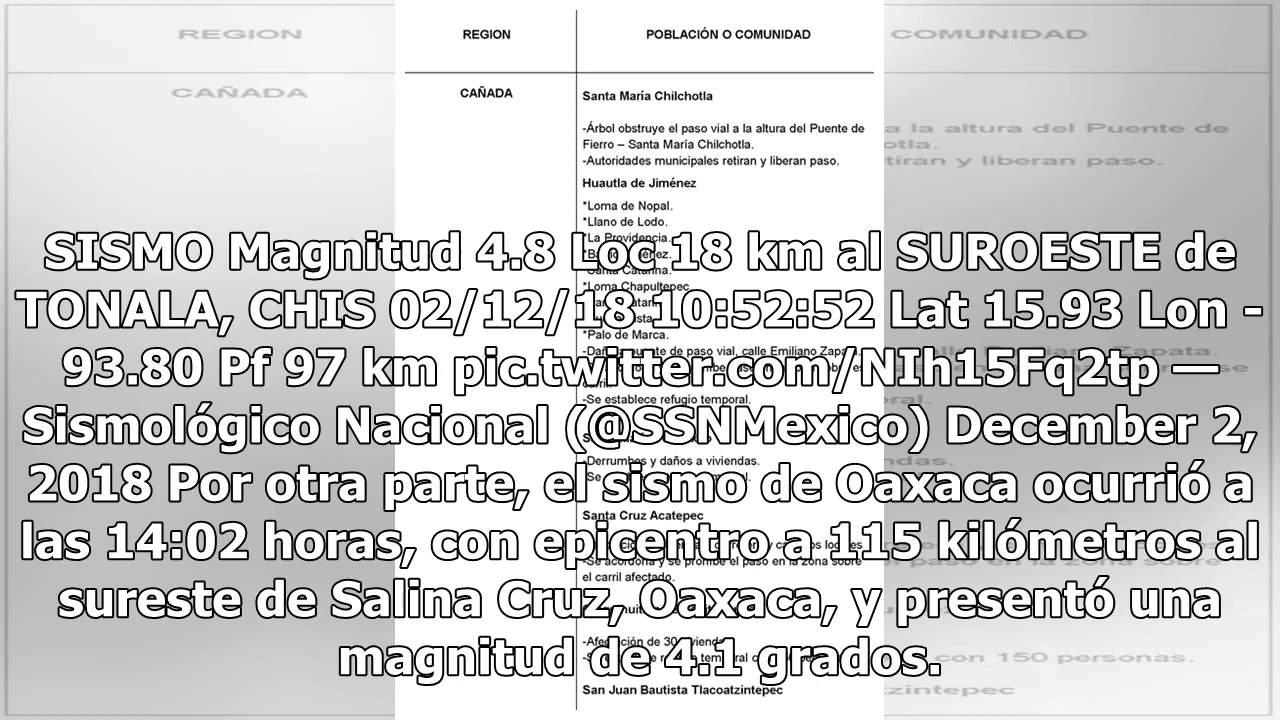 REGION
POBLACIÓN O COMUNIDAD
CAÑADA
Santa María Chilchotla
-Árbol obstruye el paso vial a la altura del Puente de
Fierro – Santa María Chilchotla.
-Autoridades municipales retiran y liberan paso.
Huautla de Jiménez
*Loma de Nopal.
*Llano de Lodo.
*La Providencia.
*Loma Chapultepec
*Palo de Marca.
-Se establece refugio temporal.
-Derrumbes y daños a viviendas.
Santa Cruz Acatepec
-Se acordona y se prohíbe el paso en la zona sobre
el carril afectado.
San Juan Bautista Tlacoatzintepec
SISMO Magnitud 4.8 Loc 18 km al SUROESTE de
TONALA, CHIS 02/12/18 10:52:52 Lat 15.93 Lon -
93.80 Pf 97 km pic.twitter.com/NIh15Fq2tp —
Sismológico Nacional (@SSNMexico) December 2,
2018 Por otra parte, el sismo de Oaxaca ocurrió a
las 14:02 horas, con epicentro a 115 kilómetros al
sureste de Salina Cruz, Oaxaca, y presentó una
magnitud de 4.1 grados.